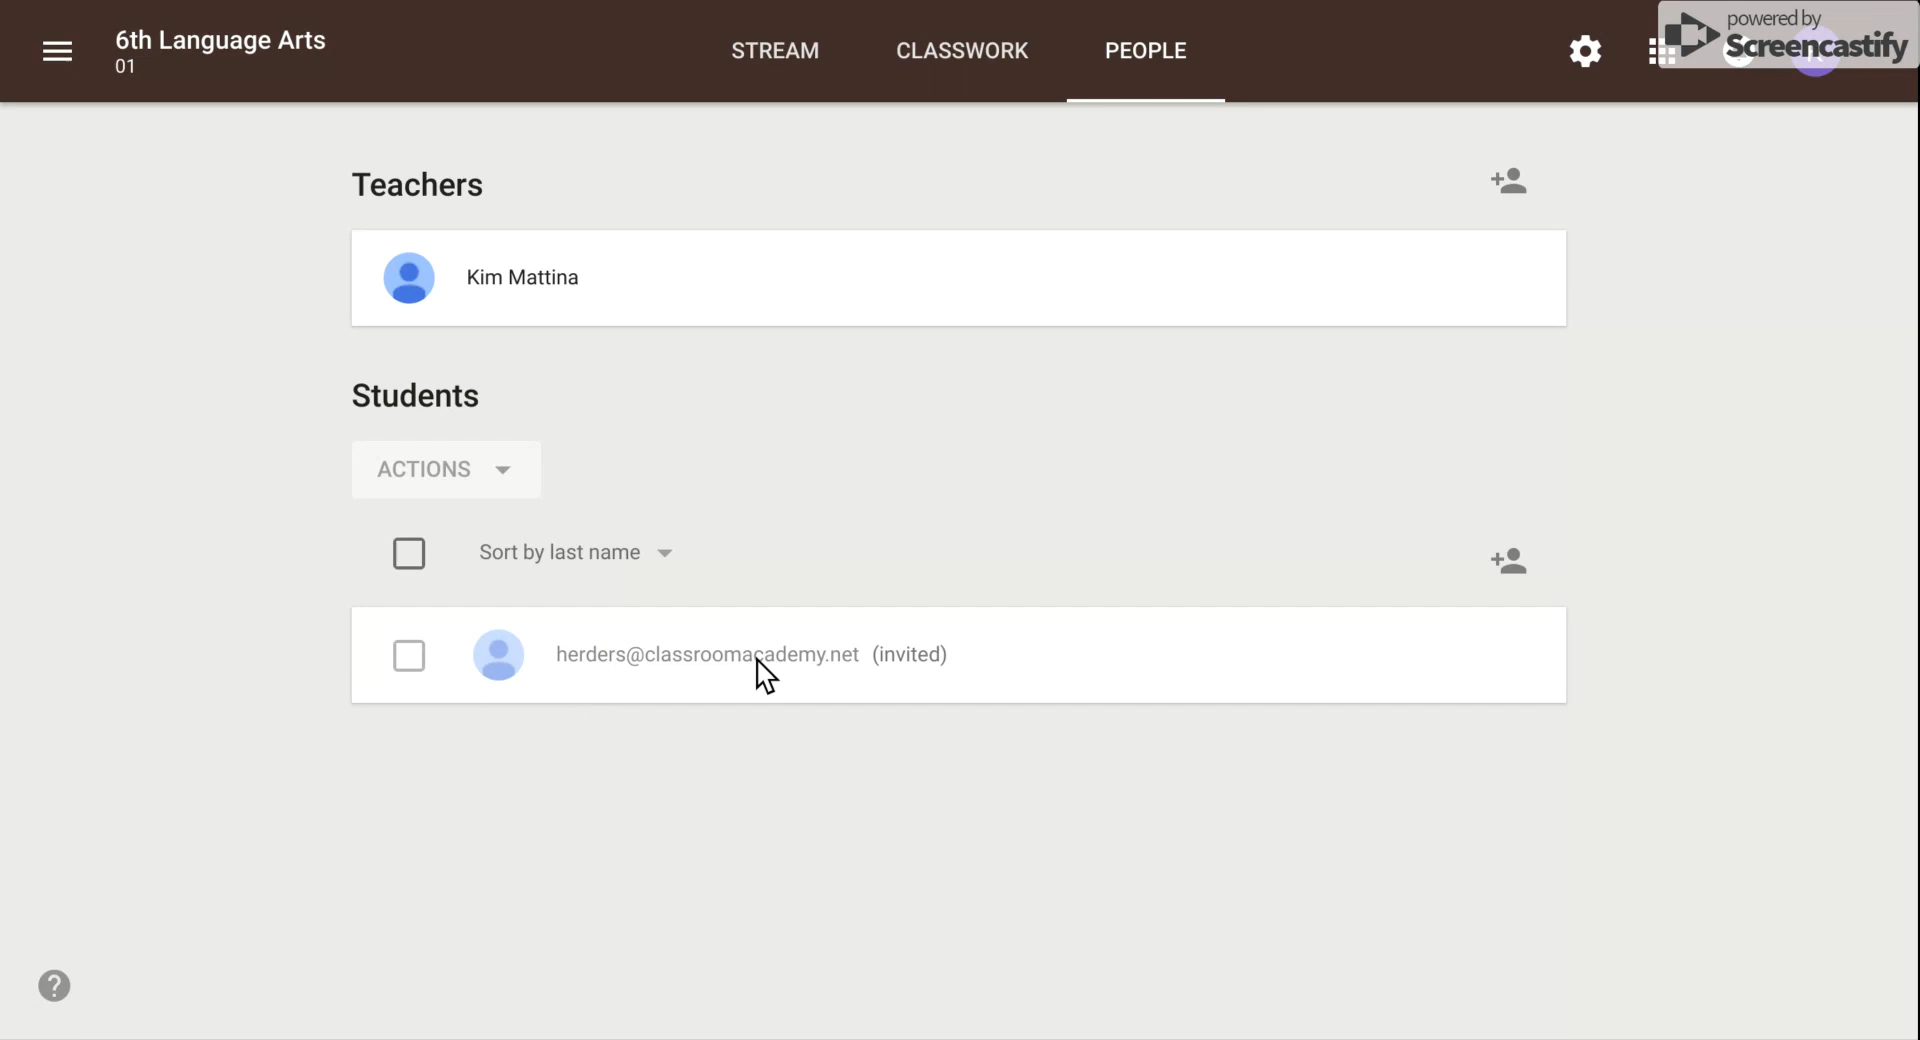 6th Language Arts
01
STREAM
CLASSWORK
PEOPLE
powered by
Screencastify
Teachers
Kim Mattina
Students
ACTIONS
Sort by last name
herders@classroomacademy.net (invited)
?